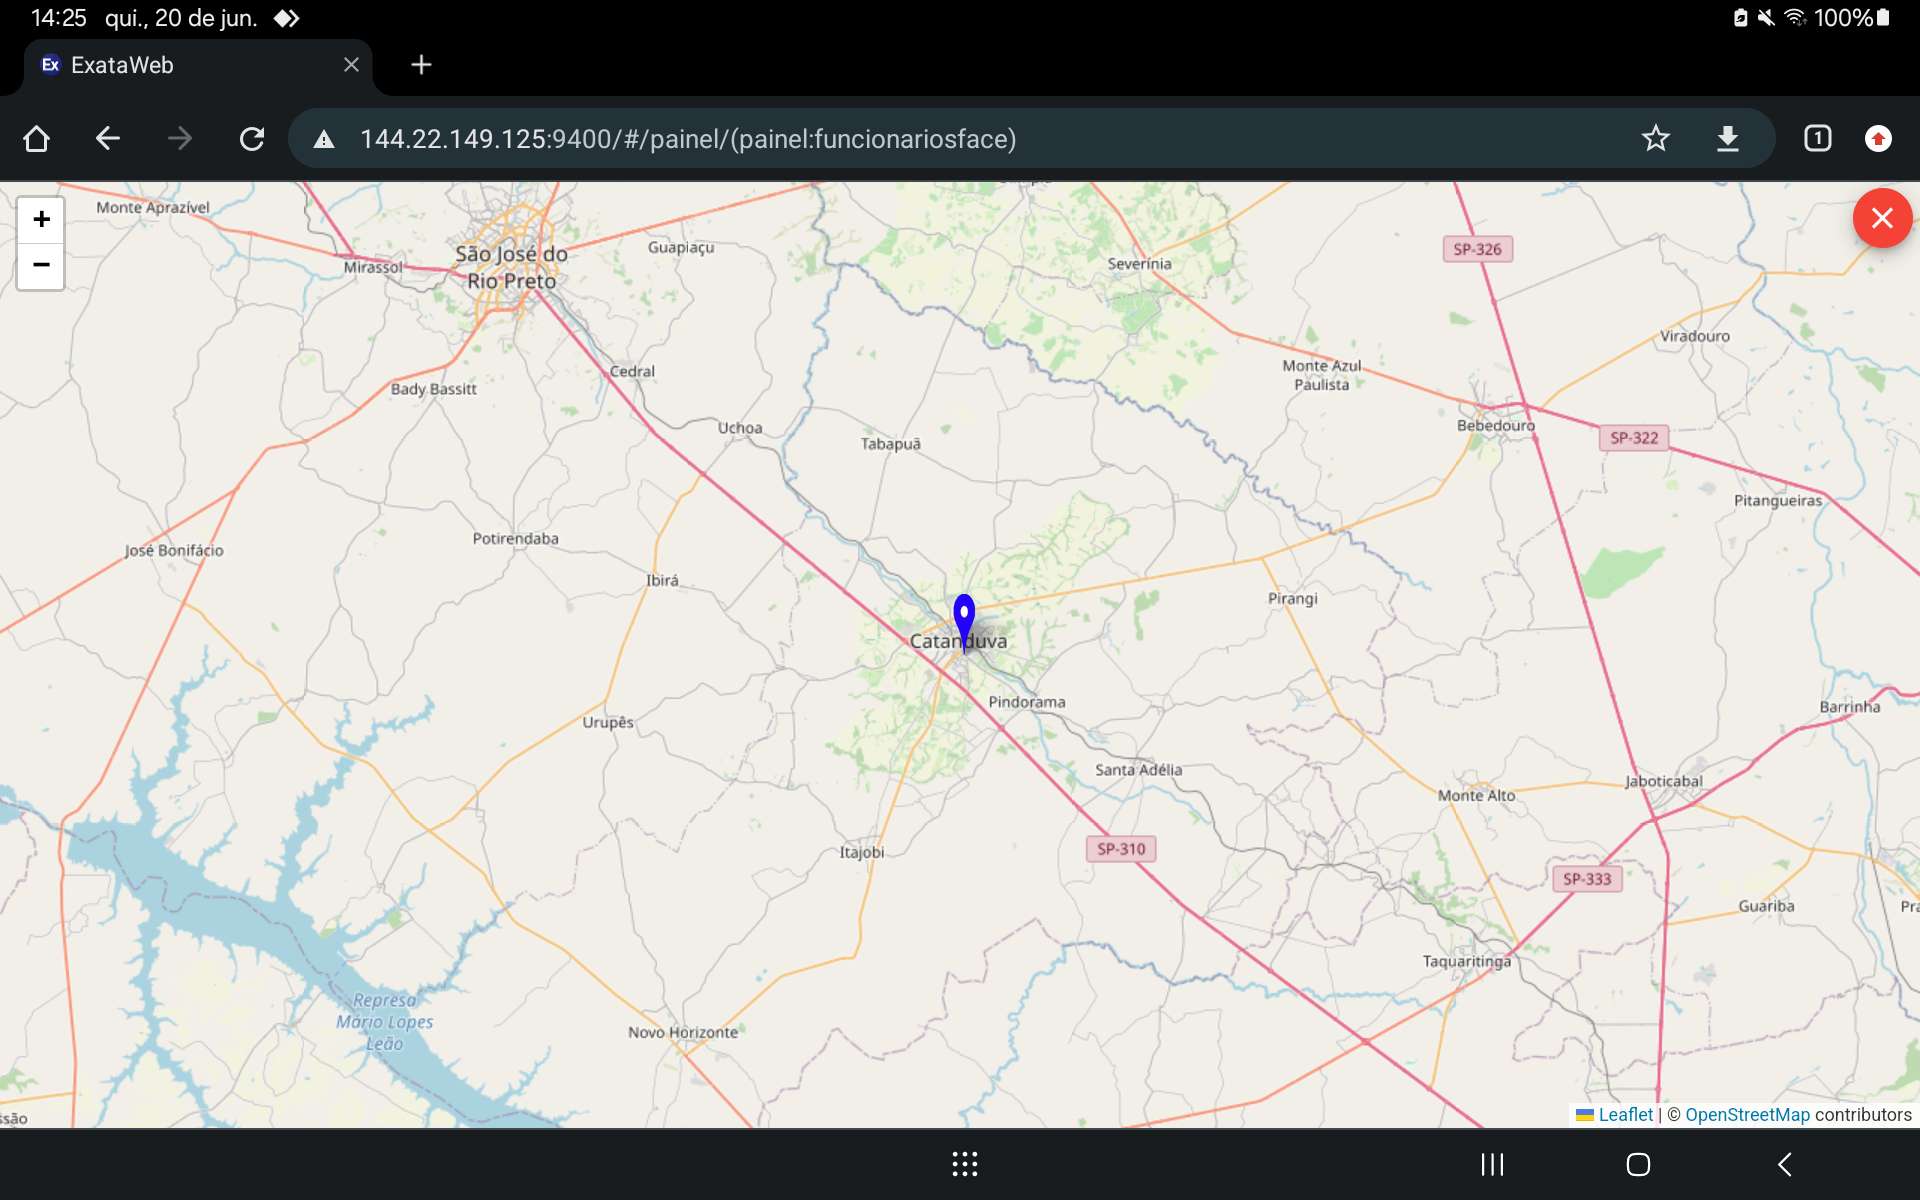 14:25 qui., 20 de jun.
100%
Ex ExataWeb
144.22.149.125:9400/#/painel/(painel:funcionariosface)
1
+
−
Monte Aprazível
São José do
Rio Preto
Guapiaçu
Mirassol
Severínia
SP-326
Viradouro
Monte Azul
Paulista
Cedral
Bady Bassitt
Uchoa
Tabapuã
Bebedouro
SP-322
Pitangueiras
Potirendaba
José Bonifácio
Ibirá
Pirangi
Catanduva
Pindorama
Barrinha
Urupês
Santa Adélia
Jaboticabal
Monte Alto
SP-310
Itajobi
SP-333
Guariba
Pra
Taquaritinga
Represa
Mário Lopes
Leão
Novo Horizonte
ssão
Leaflet | © OpenStreetMap contributors